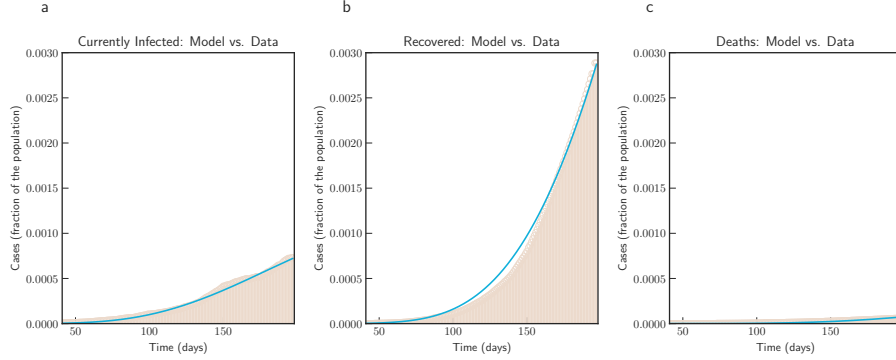 a
Currently Infected: Model vs. Data
Cases (fraction of the population)
0.0030
0.0025
0.0020
0.0015
0.0010
0.0005
0.0000
50
100
150
Time (days)
b
Recovered: Model vs. Data
Cases (fraction of the population)
0.0030
0.0025
0.0020
0.0015
0.0010
0.0005
0.0000
50
100
150
Time (days)
c
Deaths: Model vs. Data
Cases (fraction of the population)
0.0030
0.0025
0.0020
0.0015
0.0010
0.0005
0.0000
50
100
150
Time (days)